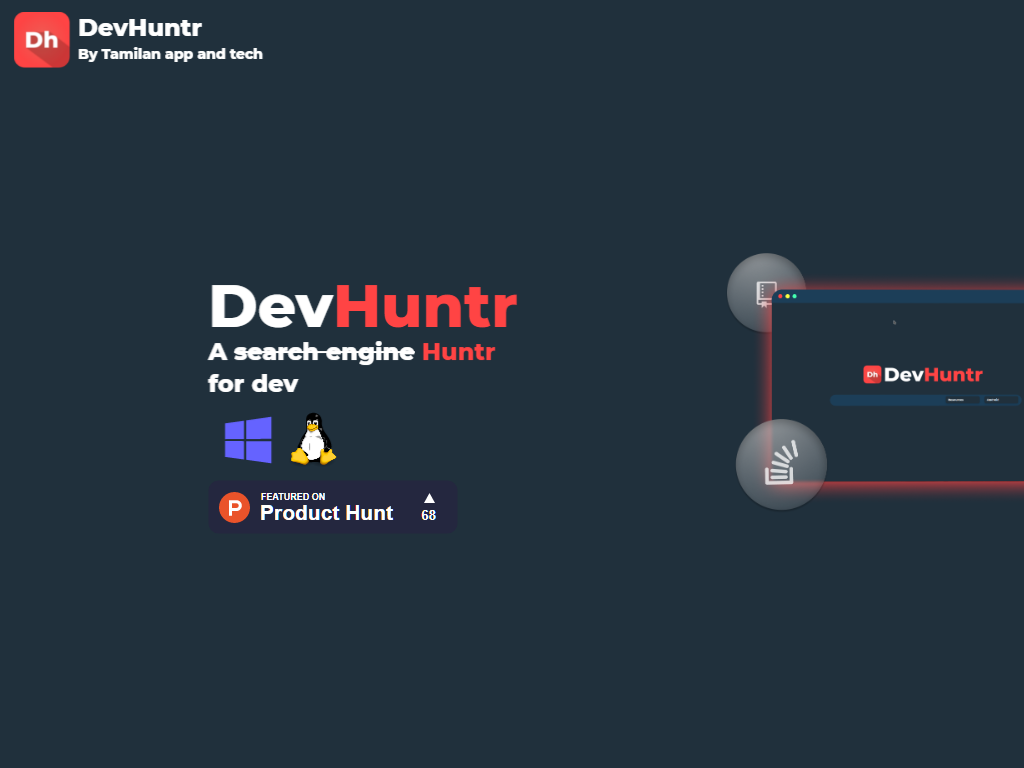 Dh
DevHuntr
By Tamilan app and tech
DevHuntr
A search engine Huntr
for dev
P
FEATURED ON
Product Hunt
68
Dh DevHuntr